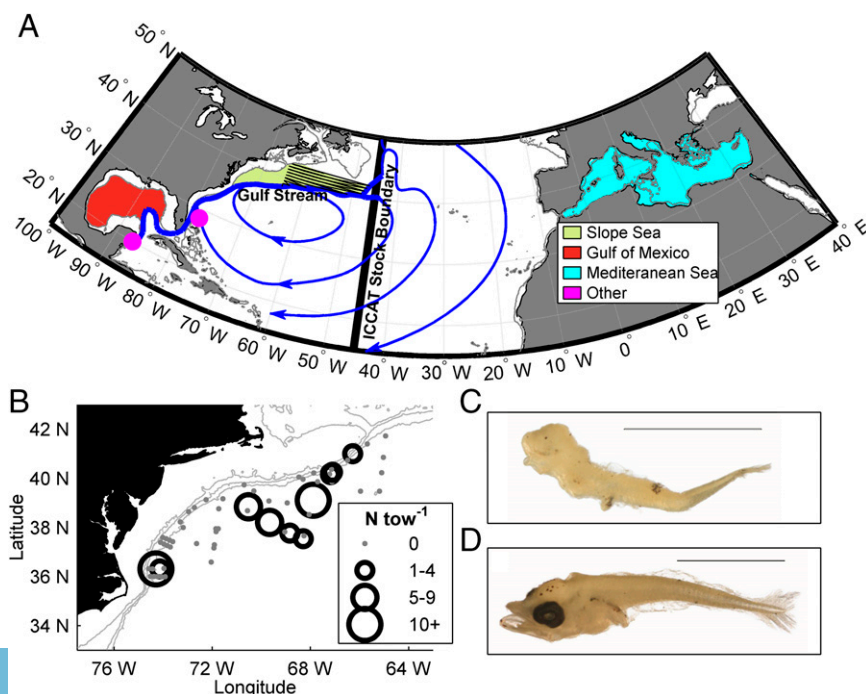 A
50° N
40° N
30° N
20° N
100° W
90° W
80° W
70° W
60° W
50° W
40° W
30° W
20° W
10° W
0
10 E
20 E
30 E
40 E
Gulf Stream
ICCAT Stock Boundary
Slope Sea
Gulf of Mexico
Mediteranean Sea
Other
B
42 N
40 N
38 N
36 N
34 N
Latitude
76 W
72 W
68 W
64 W
Longitude
N tow⁻¹
0
1-4
5-9
10+
C
D